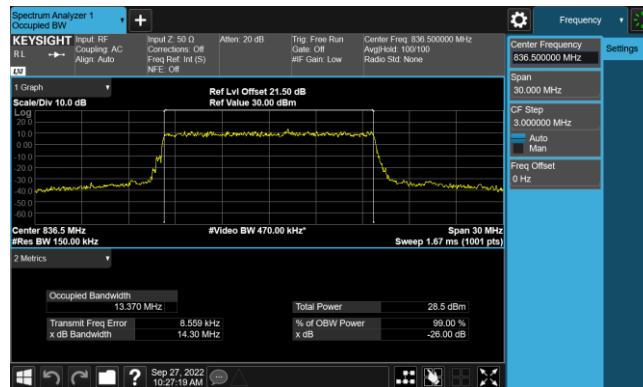 Spectrum Analyzer 1
Occupied BW
+
Frequency
KEYSIGHT
Input: RF
Coupling: AC
Align: Auto
Input Z: 50 Ω
Corrections: Off
Freq Ref: Int (S)
NFE: Off
Atten: 20 dB
Trig: Free Run
Gate: Off
#IF Gain: Low
Center Freq: 836.500000 MHz
Avg|Hold: 100/100
Radio Std: None
RL
LXI
Center Frequency
836.500000 MHz
Settings
Span
30.000 MHz
CF Step
3.000000 MHz
Auto
Man
Freq Offset
0 Hz
1 Graph
Scale/Div 10.0 dB
Ref Lvl Offset 21.50 dB
Ref Value 30.00 dBm
Log
20.0
10.0
0.00
-10.0
-20.0
-30.0
-40.0
-50.0
-60.0
Center 836.5 MHz
#Res BW 150.00 kHz
#Video BW 470.00 kHz*
Span 30 MHz
Sweep 1.67 ms (1001 pts)
2 Metrics
Occupied Bandwidth
13.370 MHz
Total Power 28.5 dBm
Transmit Freq Error 8.559 kHz
% of OBW Power 99.00 %
x dB Bandwidth 14.30 MHz
x dB -26.00 dB
?
Sep 27, 2022
10:27:19 AM